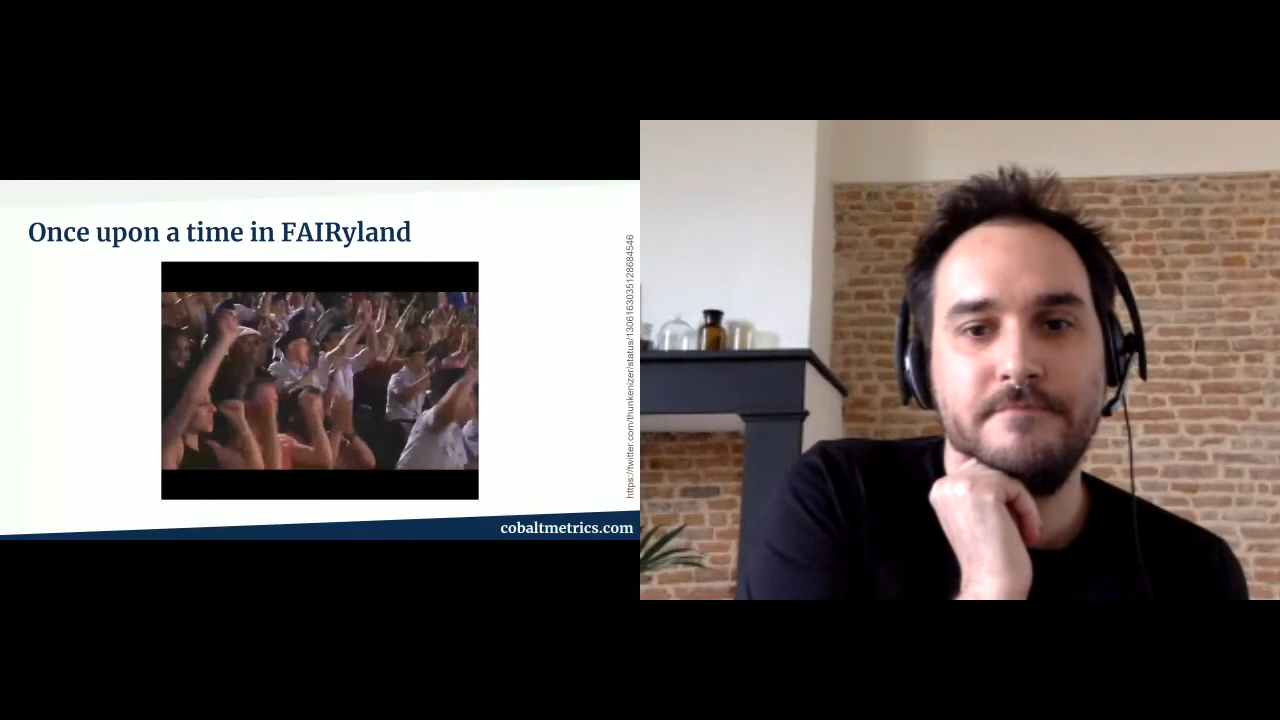 Once upon a time in FAIRyland
https://twitter.com/thunkenizer/status/1306163035128684546
cobaltmetrics.com